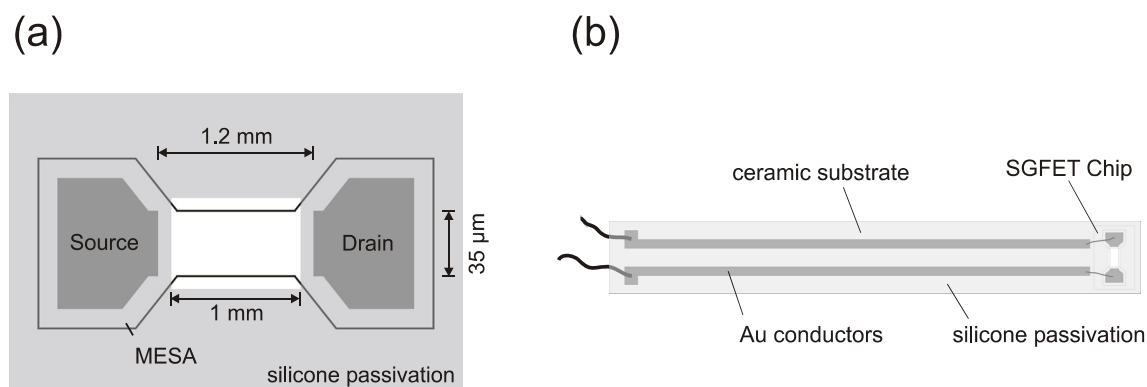 (a)
1.2 mm
Source
Drain
35 µm
1 mm
MESA
silicone passivation
(b)
ceramic substrate
SGFET Chip
Au conductors
silicone passivation